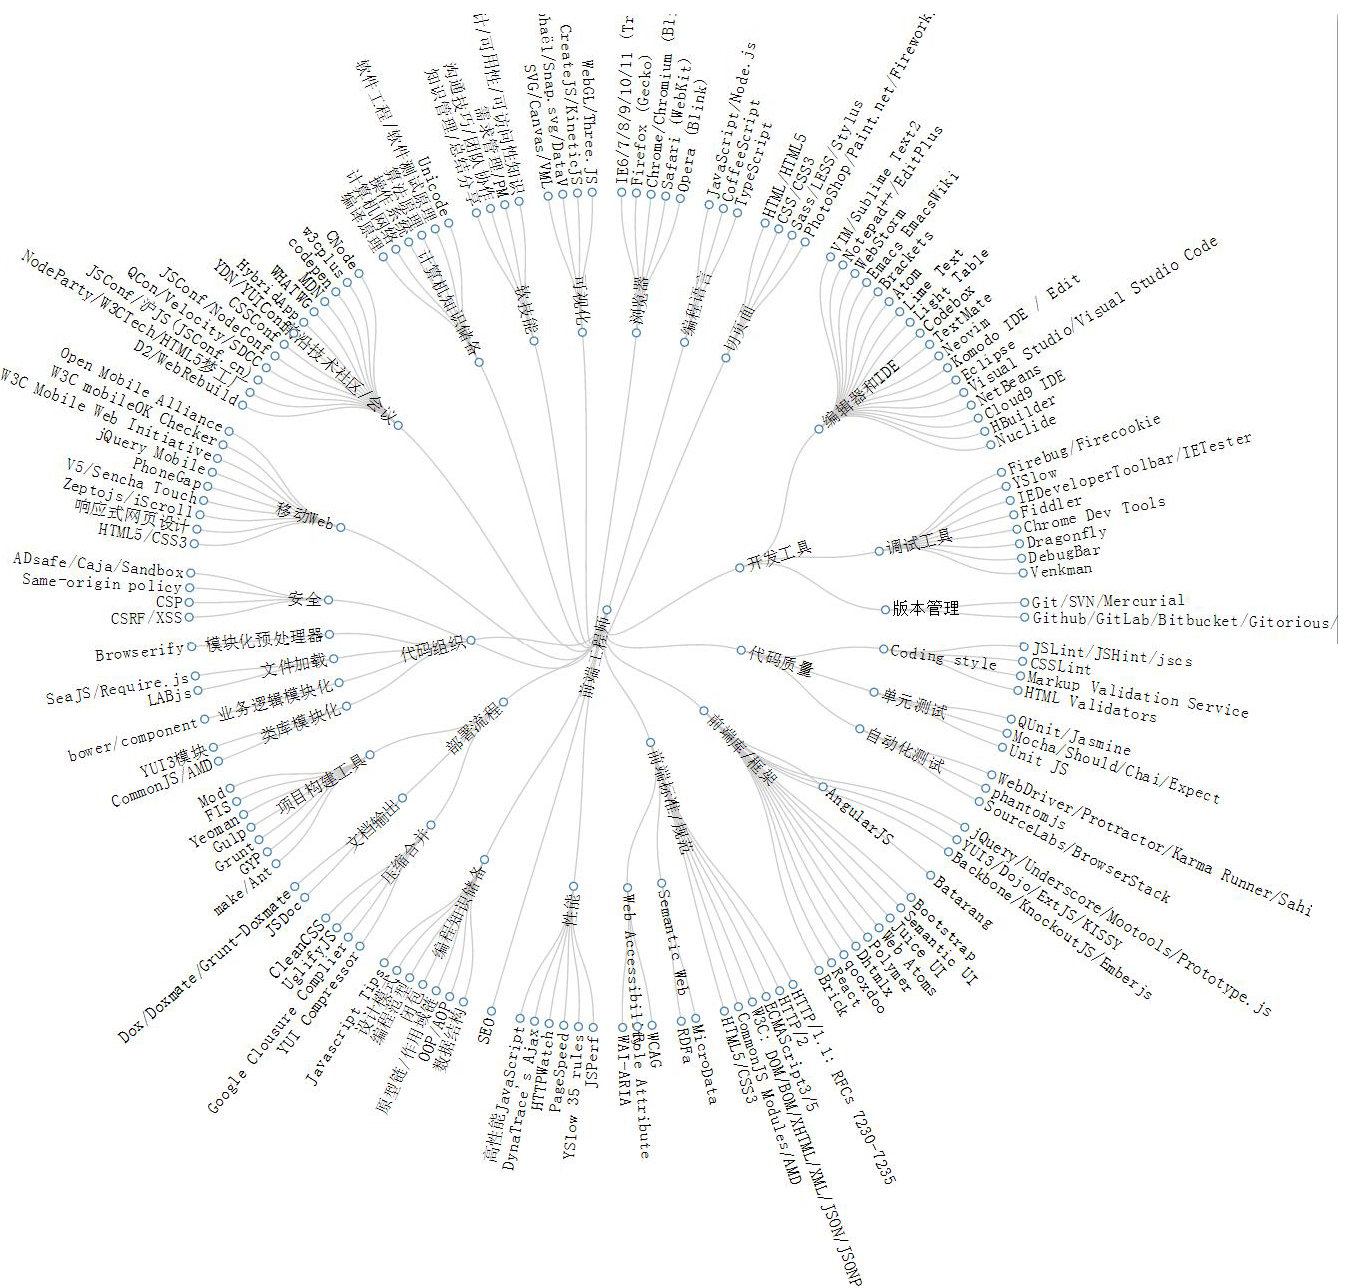 前端工程师
浏览器
IE6/7/8/9/10/11 (Tr
Firefox (Gecko)
Chrome/Chromium (Bl
Safari (WebKit)
Opera (Blink)
编程语言
JavaScript/Node.js
CoffeeScript
TypeScript
切页面
HTML/HTML5
CSS/CSS3
Sass/LESS/Stylus
PhotoShop/Paint.net/Firework
开发工具
编辑器和IDE
VIM/Sublime Text2
Notepad++/EditPlus
WebStorm
Emacs EmacsWiki
Brackets
Atom
Lime Text
Light Table
Codebox
TextMate
Neovim
Komodo IDE / Edit
Eclipse
Visual Studio/Visual Studio Code
NetBeans
Cloud9 IDE
HBuilder
Nuclide
调试工具
Firebug/Firecookie
YSlow
IEDeveloperToolbar/IETester
Fiddler
Chrome Dev Tools
Dragonfly
DebugBar
Venkman
版本管理
Git/SVN/Mercurial
Github/GitLab/Bitbucket/Gitorious/
代码质量
Coding style
JSLint/JSHint/jscs
CSSLint
Markup Validation Service
HTML Validators
单元测试
QUnit/Jasmine
Mocha/Should/Chai/Expect
Unit JS
自动化测试
WebDriver/Protractor/Karma Runner/Sahi
phantomjs
SourceLabs/BrowserStack
前端库/框架
jQuery/Underscore/Mootools/Prototype.js
YUI3/Dojo/ExtJS/KISSY
Backbone/KnockoutJS/Emberjs
AngularJS
Batarang
Bootstrap
Semantic UI
Juice UI
Web Atoms
Polymer
Dhtmlx
qooxdoo
React
Brick
前端标准/规范
HTTP/1.1: RFCs 7230-7235
HTTP/2
ECMAScript3/5
W3C: DOM/BOM/XHTML/XML/JSON/JSONP
CommonJS Modules/AMD
HTML5/CSS3
Semantic Web
MicroData
RDFa
Web Accessibility
WCAG
Role Attribute
WAI-ARIA
性能
JSPerf
YSlow 35 rules
PageSpeed
HTTPWatch
DynaTrace's Ajax
高性能JavaScript
SEO
编程知识储备
数据结构
OOP/AOP
原型链/作用域链
闭包
编程范型
设计模式
Javascript Tips
部署流程
压缩合并
YUI Compressor
Google Clousure Complier
UglifyJS
CleanCSS
文档输出
JSDoc
Dox/Doxmate/Grunt-Doxmate
项目构建工具
make/Ant
GYP
Grunt
Gulp
Yeoman
FIS
Mod
代码组织
类库模块化
CommonJS/AMD
YUI3模块
业务逻辑模块化
bower/component
文件加载
LABjs
SeaJS/Require.js
模块化预处理器
Browserify
安全
CSRF/XSS
CSP
Same-origin policy
ADsafe/Caja/Sandbox
移动Web
HTML5/CSS3
响应式网页设计
Zeptojs/iScroll
V5/Sencha Touch
PhoneGap
jQuery Mobile
W3C Mobile Web Initiative
W3C mobileOK Checker
Open Mobile Alliance
前沿技术社区/会议
D2/WebRebuild
NodeParty/W3CTech/HTML5梦工厂
JSConf/沪JS(JSConf.cn)
QCon/Velocity/SDCC
JSConf/NodeConf
CSSConf
YDN/YUIConf
HybridApp
WHATWG
MDN
codepen
w3cplus
CNode
计算机知识储备
编译原理
计算机网络
操作系统
算法原理
软件工程/软件测试原理
Unicode
软技能
知识管理/总结分享
沟通技巧/团队协作
需求管理/PM
计/可用性/可访问性知识
可视化
SVG/Canvas/VML
haël/Snap.svg/DataV
CreateJS/KineticJS
WebGL/Three.JS